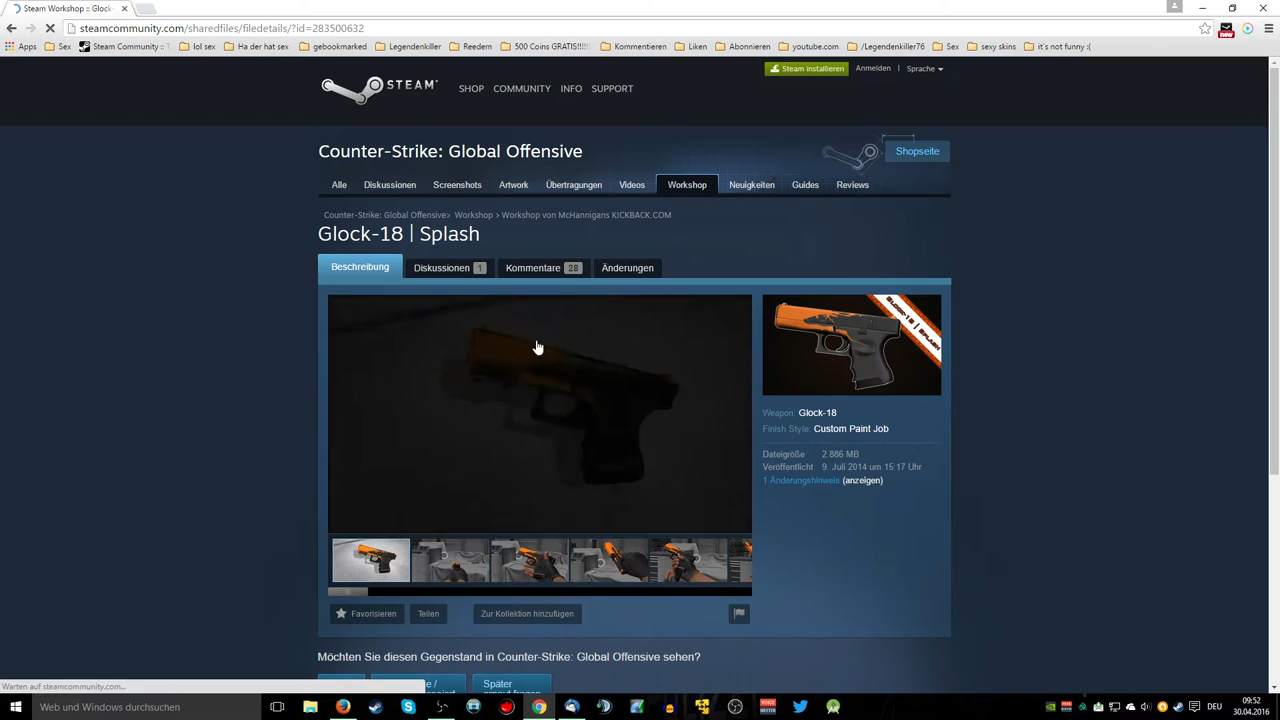 Steam Workshop :: Glock-
steamcommunity.com/sharedfiles/filedetails/?id=283500632
Apps
Sex
Steam Community :: T
lol sex
Ha der hat sex
gebookmarked
Legendenkiller
Reedem
500 Coins GRATIS!!!
Kommentieren
Liken
Abonnieren
youtube.com
/Legendenkiller76
Sex
sexy skins
it's not funny :(
now
Steam installieren
Anmelden
Sprache
STEAM
SHOP COMMUNITY INFO SUPPORT
Counter-Strike: Global Offensive
Shopseite
Alle Diskussionen Screenshots Artwork Übertragungen Videos Workshop Neuigkeiten Guides Reviews
Counter-Strike: Global Offensive> Workshop > Workshop von McHannigans KICKBACK.COM
Glock-18 | Splash
Beschreibung Diskussionen 1 Kommentare 28 Änderungen
GLOCK-18 | SPLASH
Weapon: Glock-18
Finish Style: Custom Paint Job
Dateigröße 2.886 MB
Veröffentlicht 9. Juli 2014 um 15:17 Uhr
1 Änderungshinweis (anzeigen)
Favorisieren Teilen Zur Kollektion hinzufügen
Möchten Sie diesen Gegenstand in Counter-Strike: Global Offensive sehen?
Später
Warten auf steamcommunity.com...
Web und Windows durchsuchen
DEU
09:52
30.04.2016